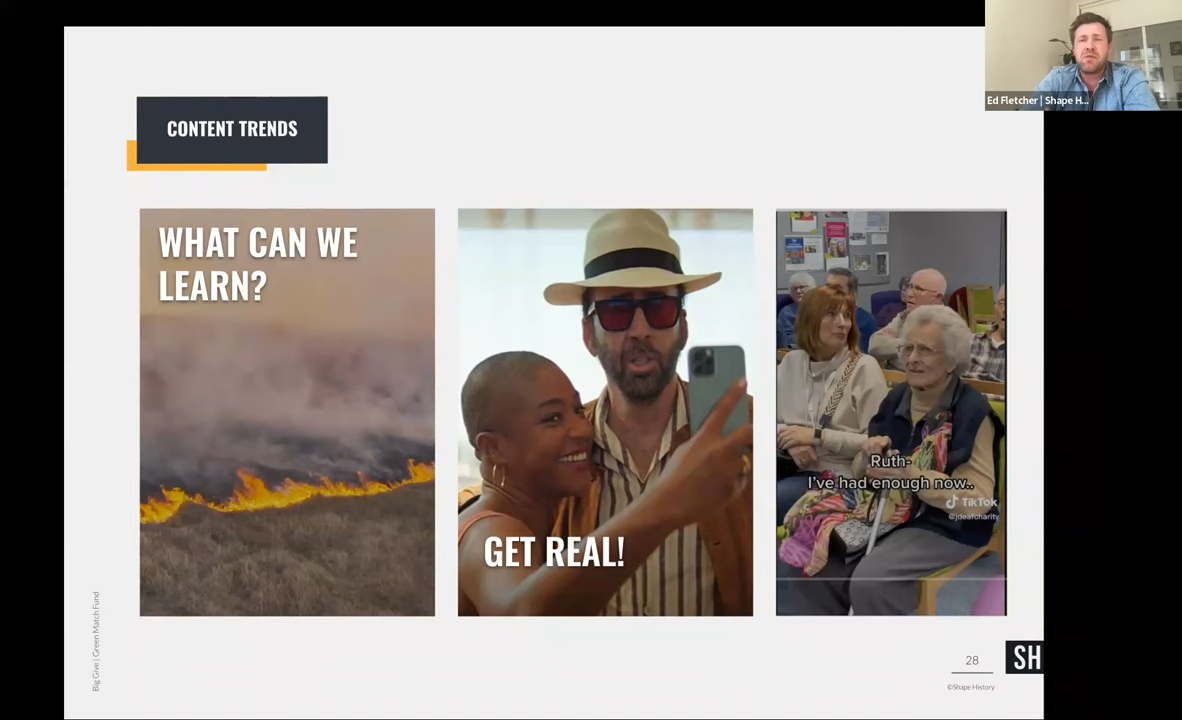 Ed Fletcher | Shape H...
CONTENT TRENDS
WHAT CAN WE
LEARN?
GET REAL!
Ruth-
I've had enough now..
TikTok
@jdeafcharity
Big Give | Green Match Fund
28
SH
©Shape History